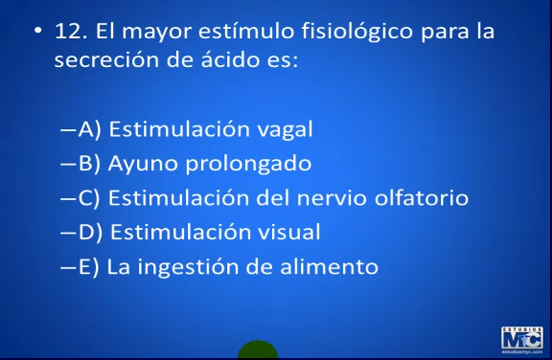 • 12. El mayor estímulo fisiológico para la
secreción de ácido es:
–A) Estimulación vagal
–B) Ayuno prolongado
–C) Estimulación del nervio olfatorio
–D) Estimulación visual
–E) La ingestión de alimento
ESTUDIOS
MyC
estudiosmyc.com